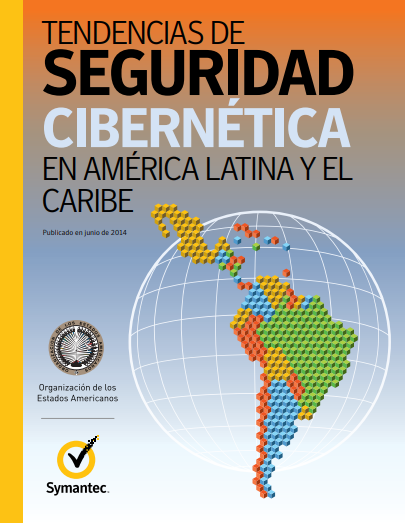 TENDENCIAS DE
SEGURIDAD
CIBERNÉTICA
EN AMÉRICA LATINA Y EL
CARIBE
Publicado en junio de 2014
Organización de los
Estados Americanos
Symantec.